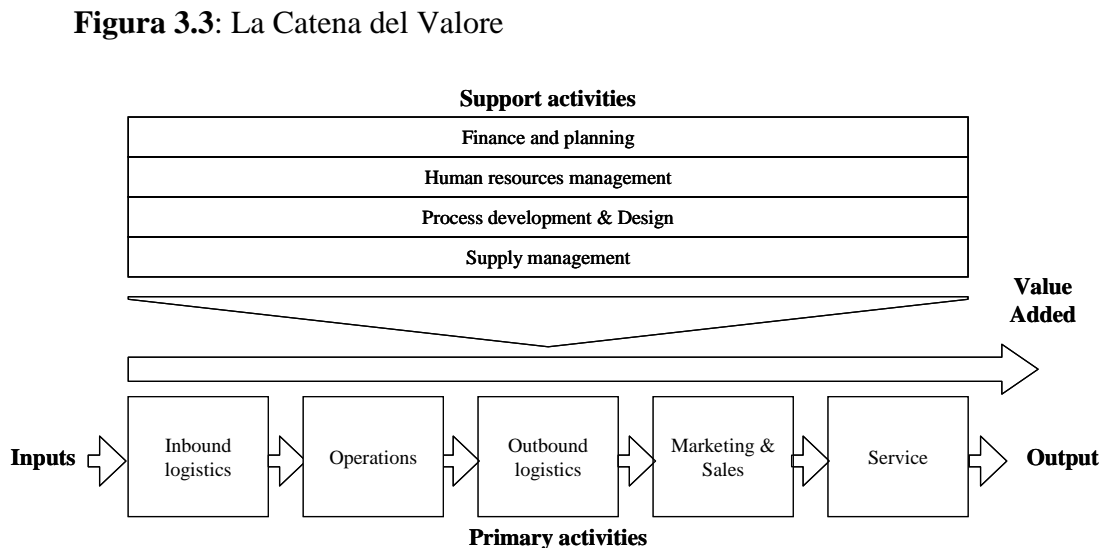 Figura 3.3: La Catena del Valore
Support activities
Finance and planning
Human resources management
Process development & Design
Supply management
Value
Added
Inputs
Inbound
logistics
Operations
Outbound
logistics
Marketing &
Sales
Service
Output
Primary activities